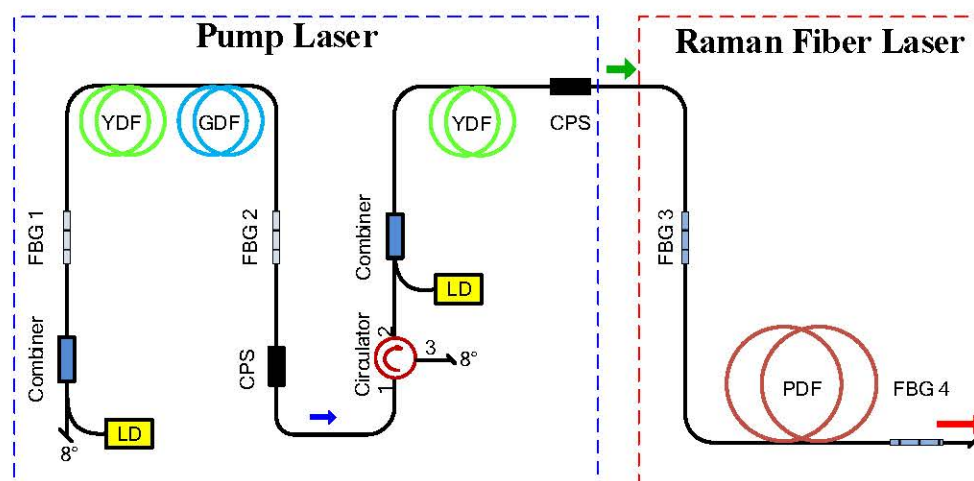 Pump Laser
Raman Fiber Laser
YDF
GDF
YDF
CPS
FBG 1
FBG 2
Combiner
FBG 3
LD
Combiner
CPS
Circulator
2
3
1
8°
LD
8°
PDF
FBG 4